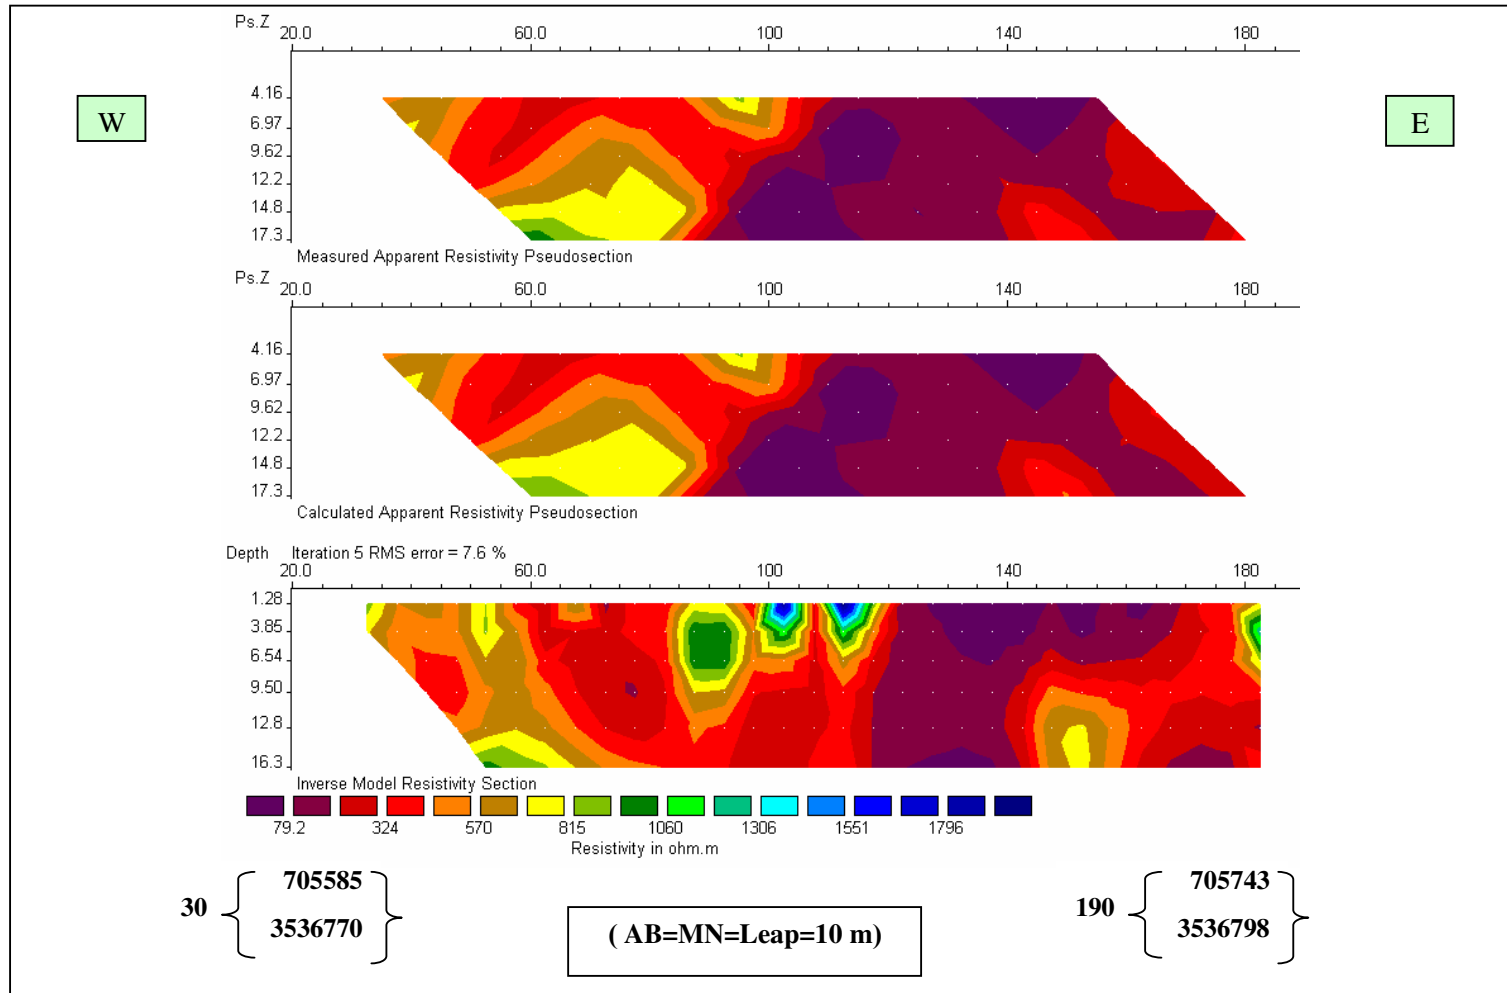 Ps.Z
20.0 60.0 100 140 180
W
E
4.16
6.97
9.62
12.2
14.8
17.3
Measured Apparent Resistivity Pseudosection
Ps.Z
20.0 60.0 100 140 180
4.16
6.97
9.62
12.2
14.8
17.3
Calculated Apparent Resistivity Pseudosection
Depth Iteration 5 RMS error = 7.6 %
20.0 60.0 100 140 180
1.28
3.85
6.54
9.50
12.8
16.3
Inverse Model Resistivity Section
79.2 324 570 815 1060 1306 1551 1796
Resistivity in ohm.m
30
705585
3536770
( AB=MN=Leap=10 m)
190
705743
3536798